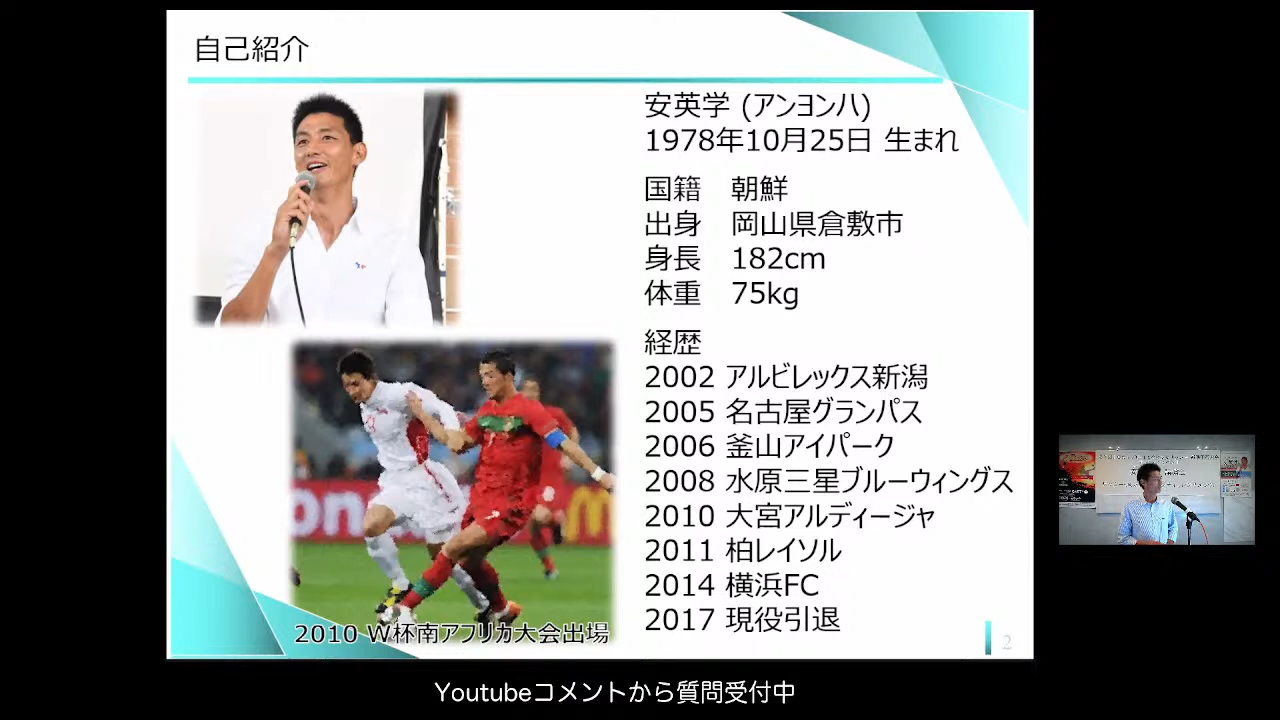 自己紹介
安英学 (アンヨンハ)
1978年10月25日 生まれ
国籍　朝鮮
出身　岡山県倉敷市
身長　182cm
体重　75kg
経歴
2002 アルビレックス新潟
2005 名古屋グランパス
2006 釜山アイパーク
2008 水原三星ブルーウィングス
2010 大宮アルディージャ
2011 柏レイソル
2014 横浜FC
2017 現役引退
2010 W杯南アフリカ大会出場
2
Youtubeコメントから質問受付中